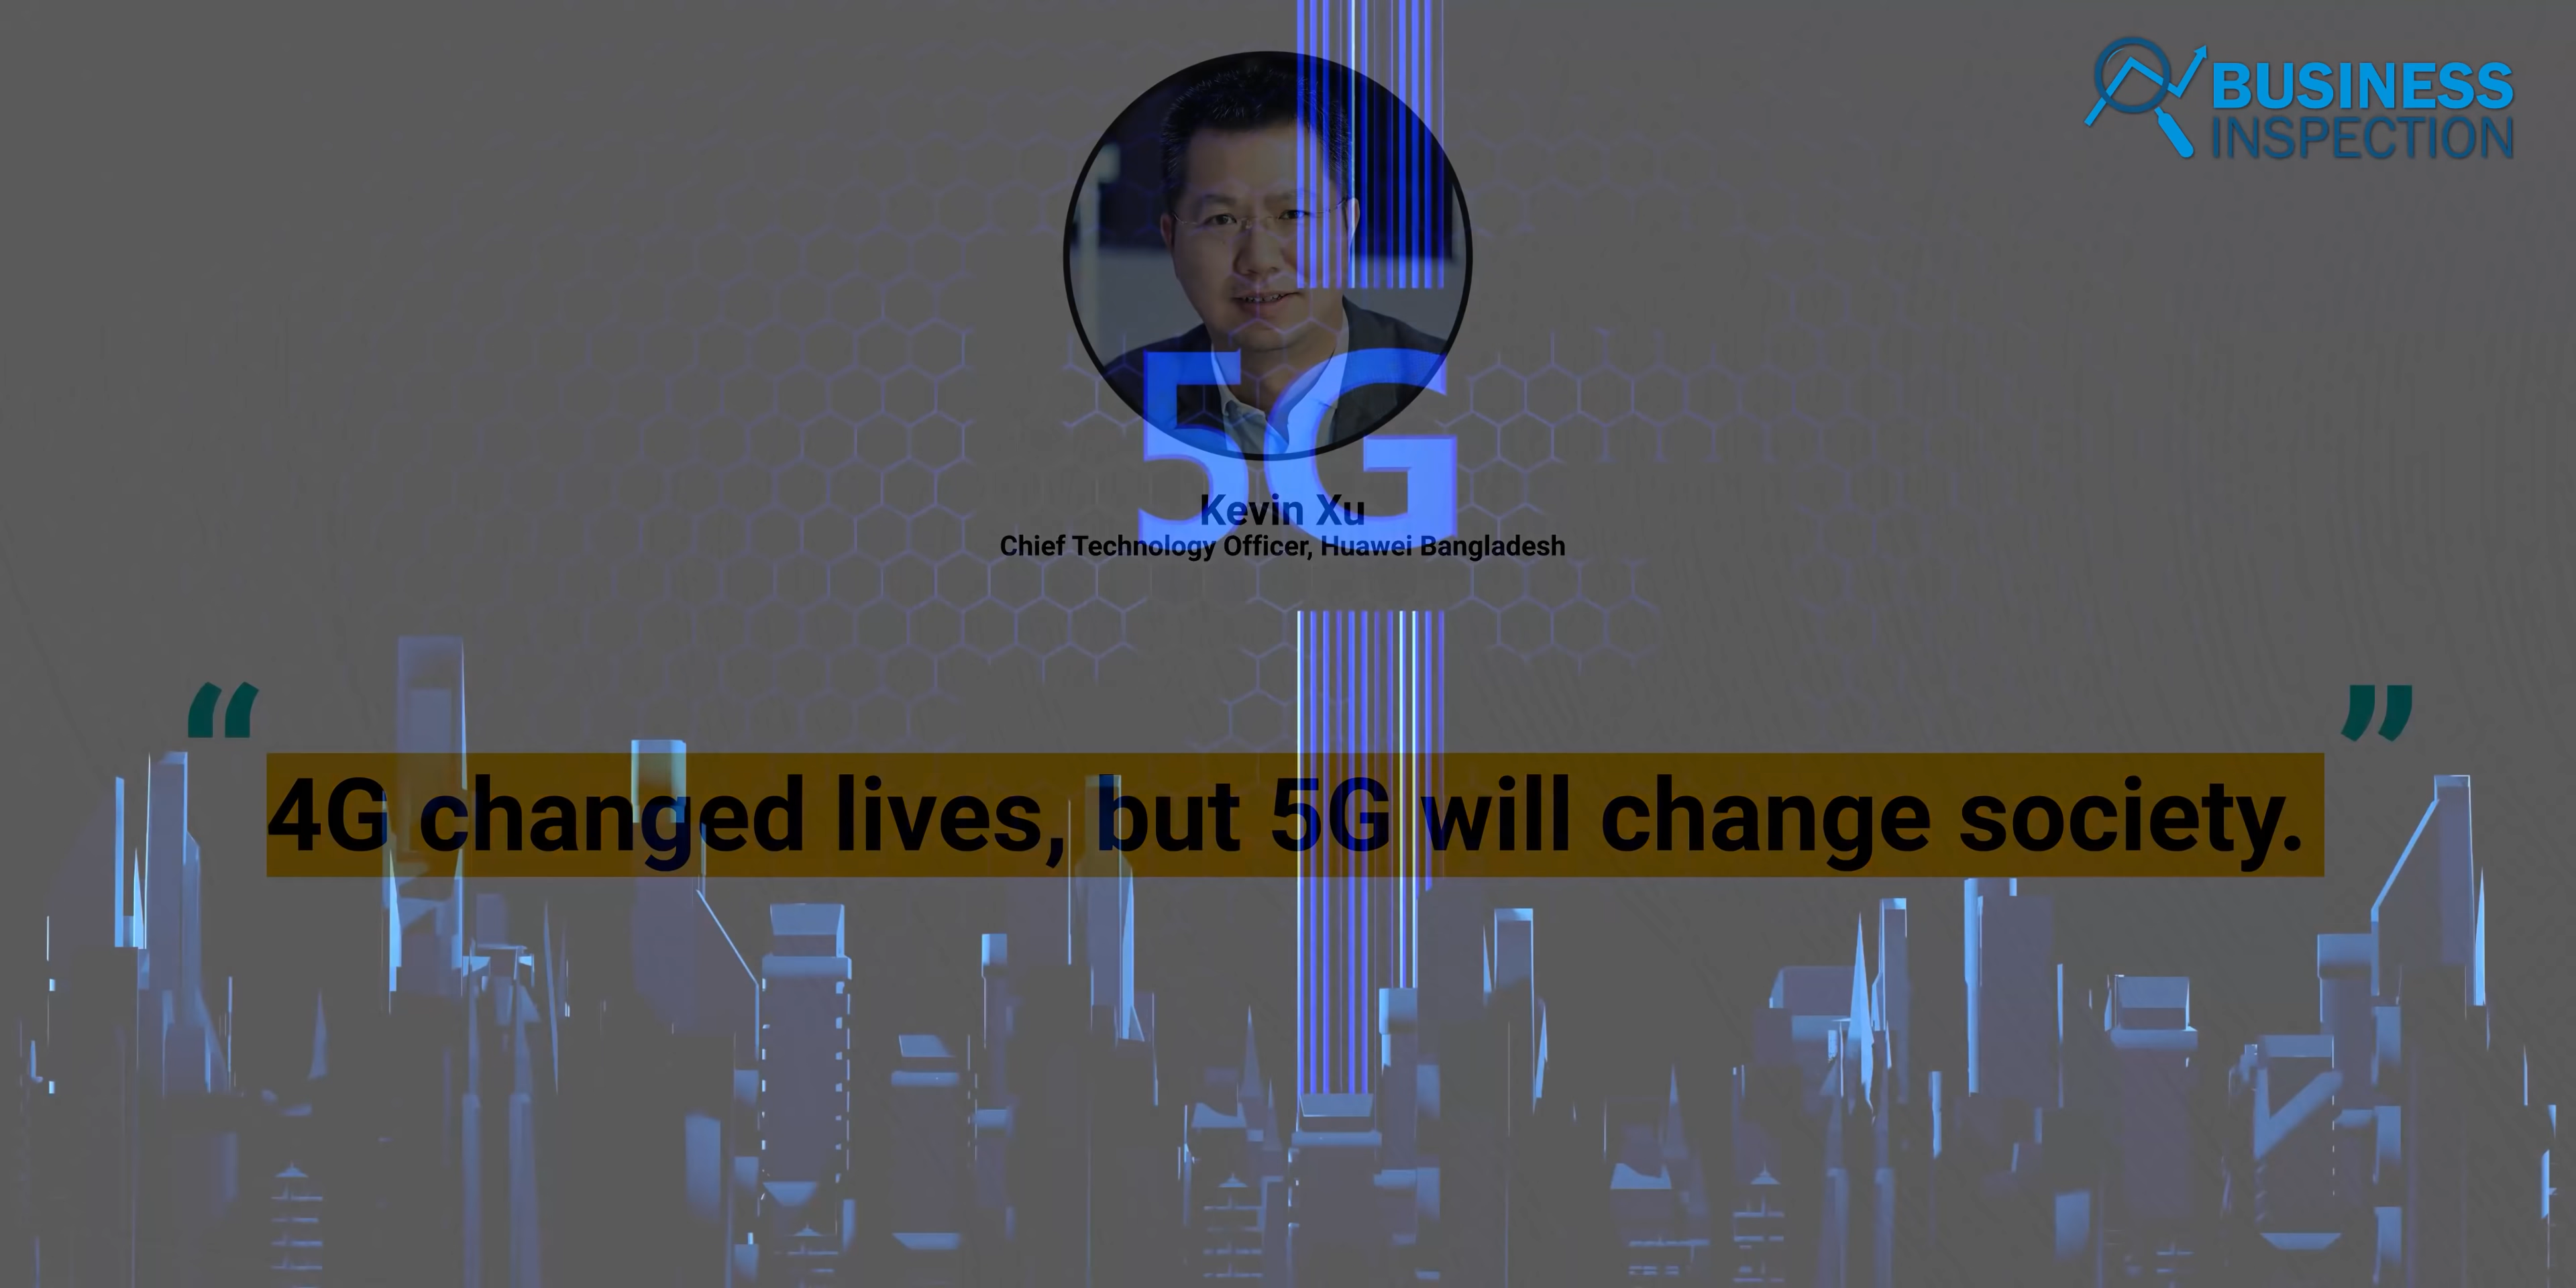 BUSINESS
INSPECTION
5G
Kevin Xu
Chief Technology Officer, Huawei Bangladesh
“4G changed lives, but 5G will change society.”